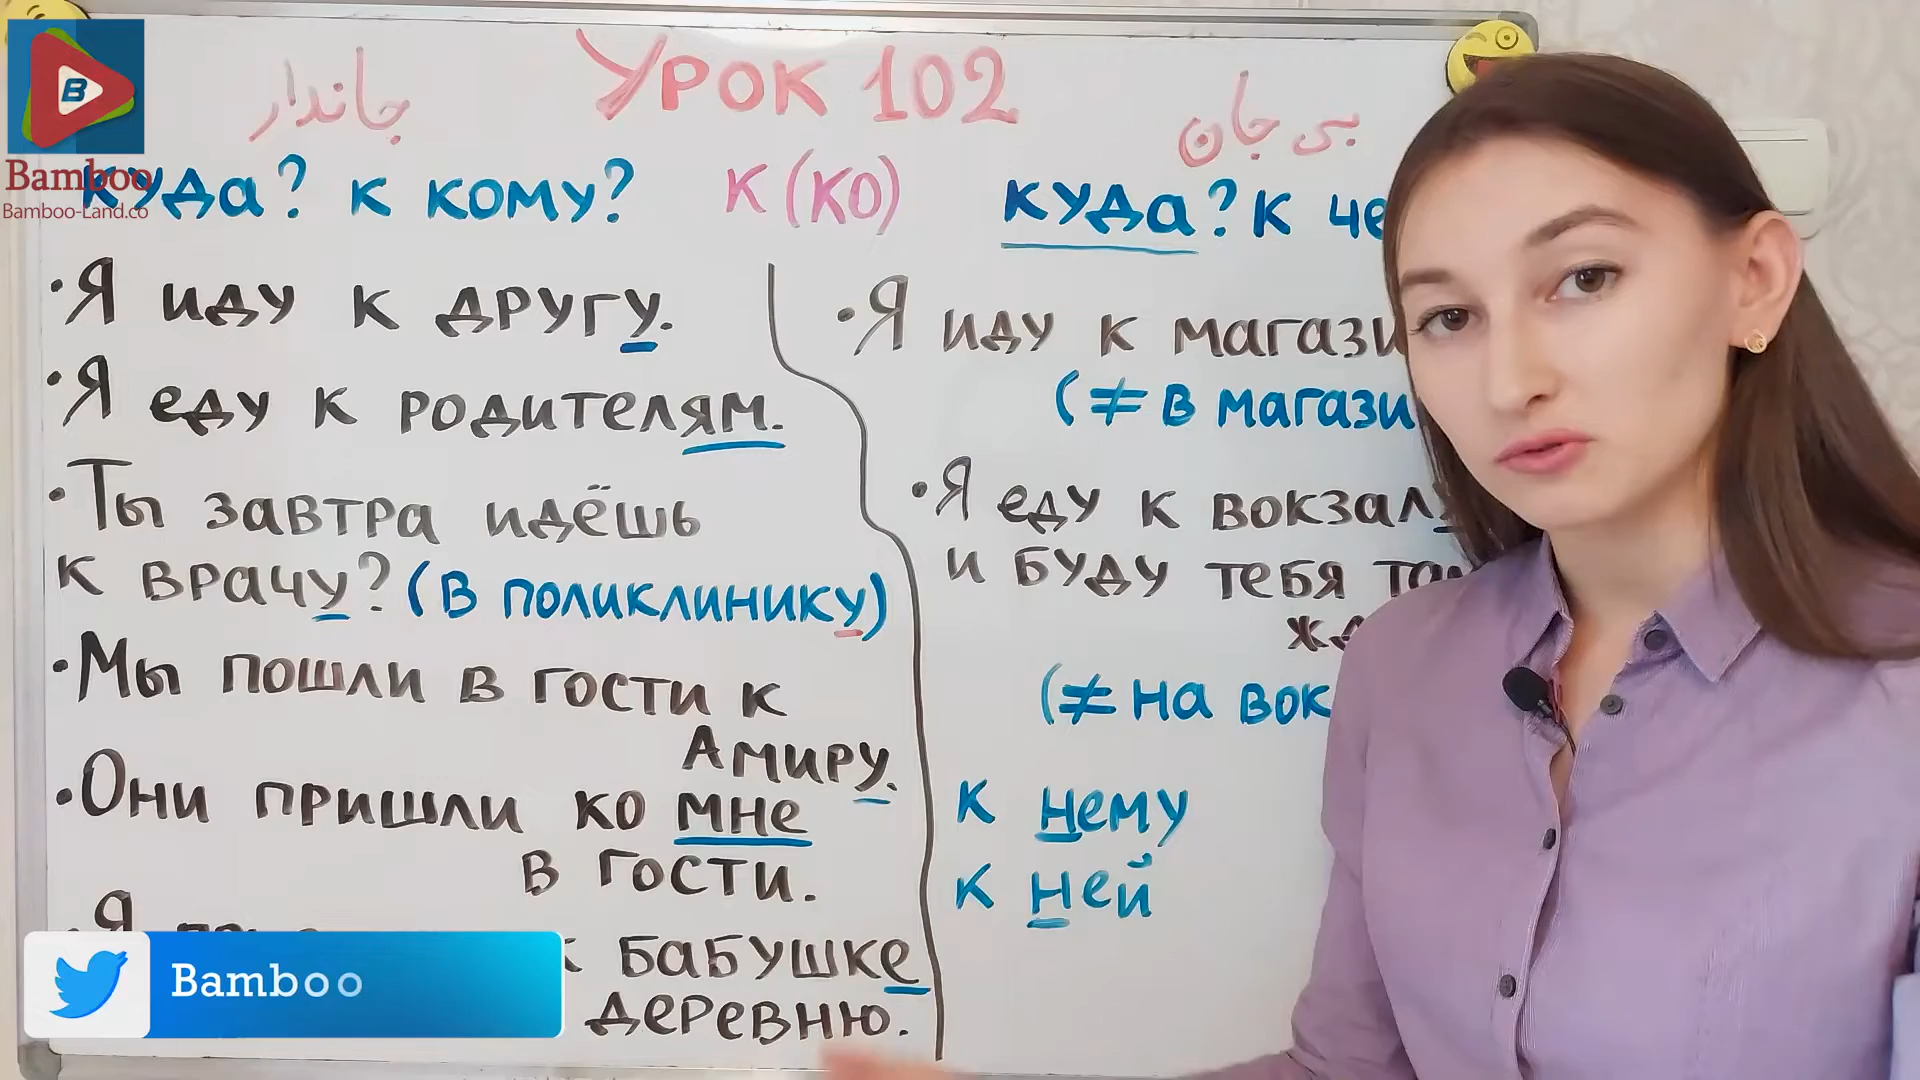 Урок 102
جاندار
بی جان
B
Bamboo
Bamboo-Land.co
куда? к кому?
к (ко)
куда? к
• Я иду к другу.
• Я еду к родителям.
• Ты завтра идёшь
к врачу? (в поликлинику)
• Мы пошли в гости к
Амиру.
• Они пришли ко мне
в гости.
Я
к бабушке
деревню.
• Я иду к
(≠ в
• Я еду к
и буду тебя
(≠ на
к нему
к ней
Bamboo